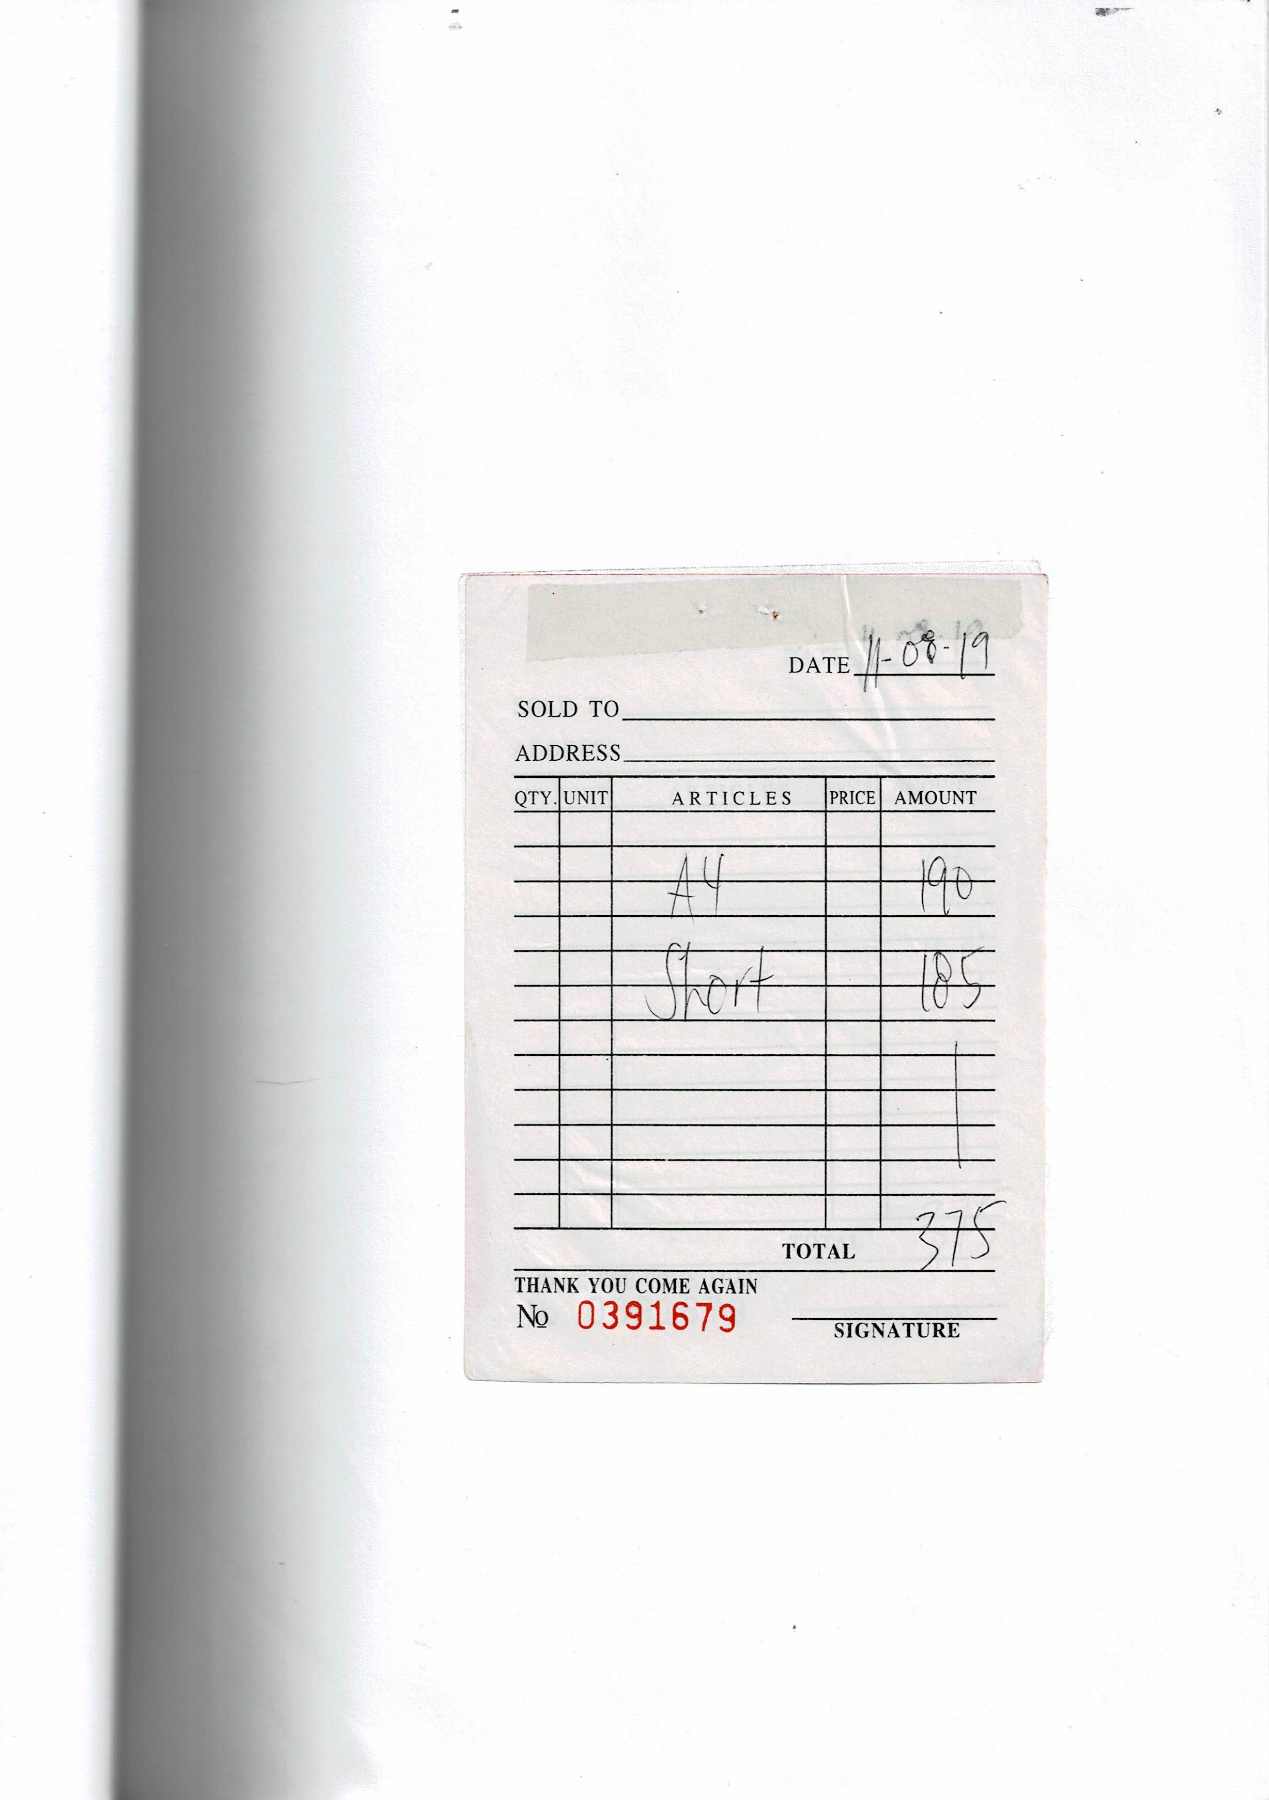 DATE 11-08-19
SOLD TO
ADDRESS
QTY. UNIT ARTICLES PRICE AMOUNT
A4 190
Short 185
TOTAL 375
THANK YOU COME AGAIN
No 0391679
SIGNATURE